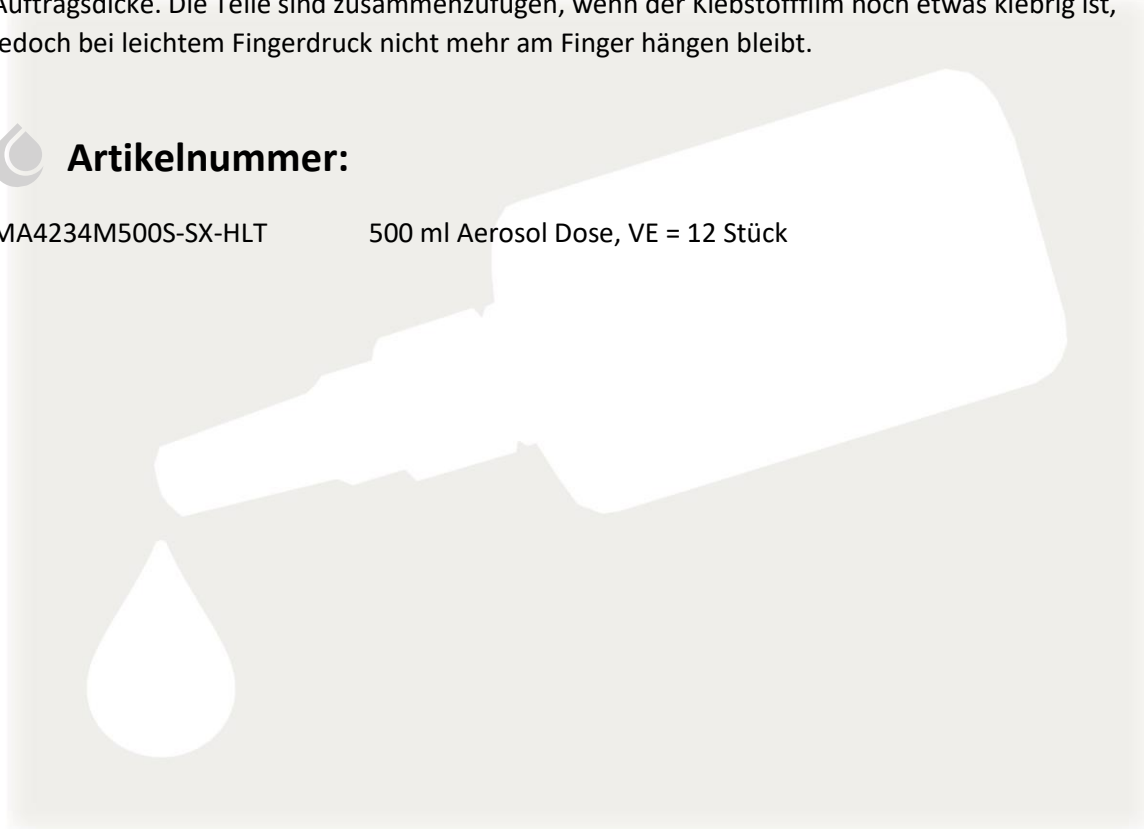 Auftragsdicke. Die Teile sind zusammenzufügen, wenn der Klebstofffilm noch etwas klebrig ist,
jedoch bei leichtem Fingerdruck nicht mehr am Finger hängen bleibt.
Artikelnummer:
MA4234M500S-SX-HLT 500 ml Aerosol Dose, VE = 12 Stück